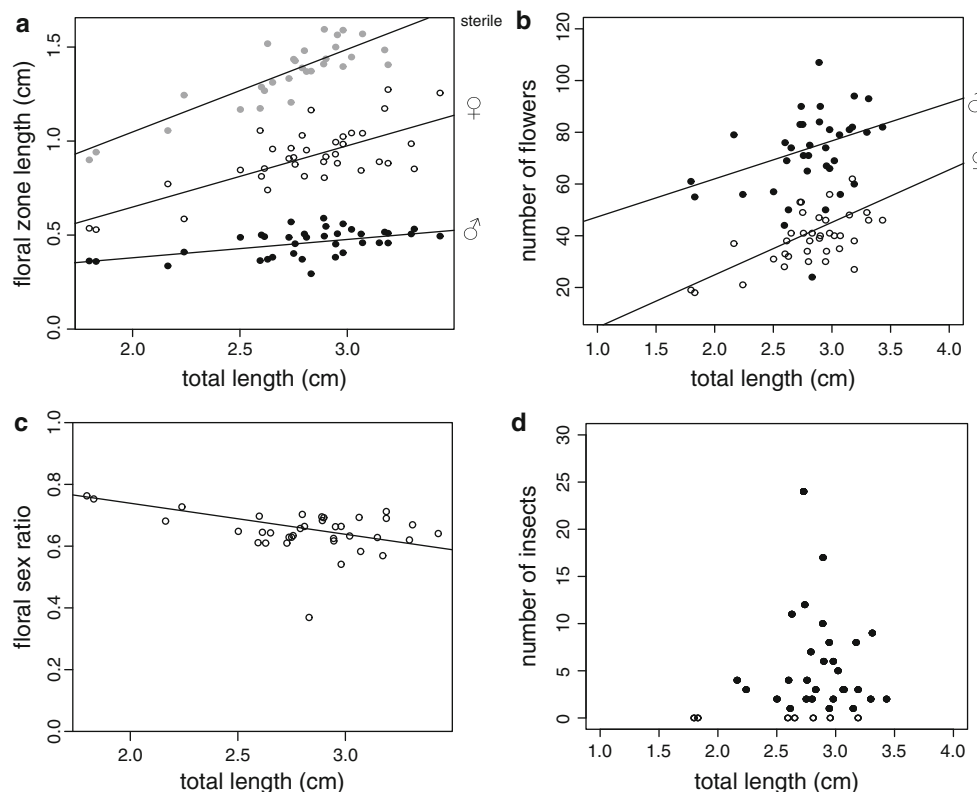 a
sterile
floral zone length (cm)
0.0 0.5 1.0 1.5
♀
♂
2.0 2.5 3.0
total length (cm)
b
number of flowers
20 40 60 80 100 120
♂
♀
1.0 1.5 2.0 2.5 3.0 3.5 4.0
total length (cm)
c
floral sex ratio
0.0 0.2 0.4 0.6 0.8 1.0
2.0 2.5 3.0
total length (cm)
d
number of insects
0 5 10 15 20 25 30
1.0 1.5 2.0 2.5 3.0 3.5 4.0
total length (cm)